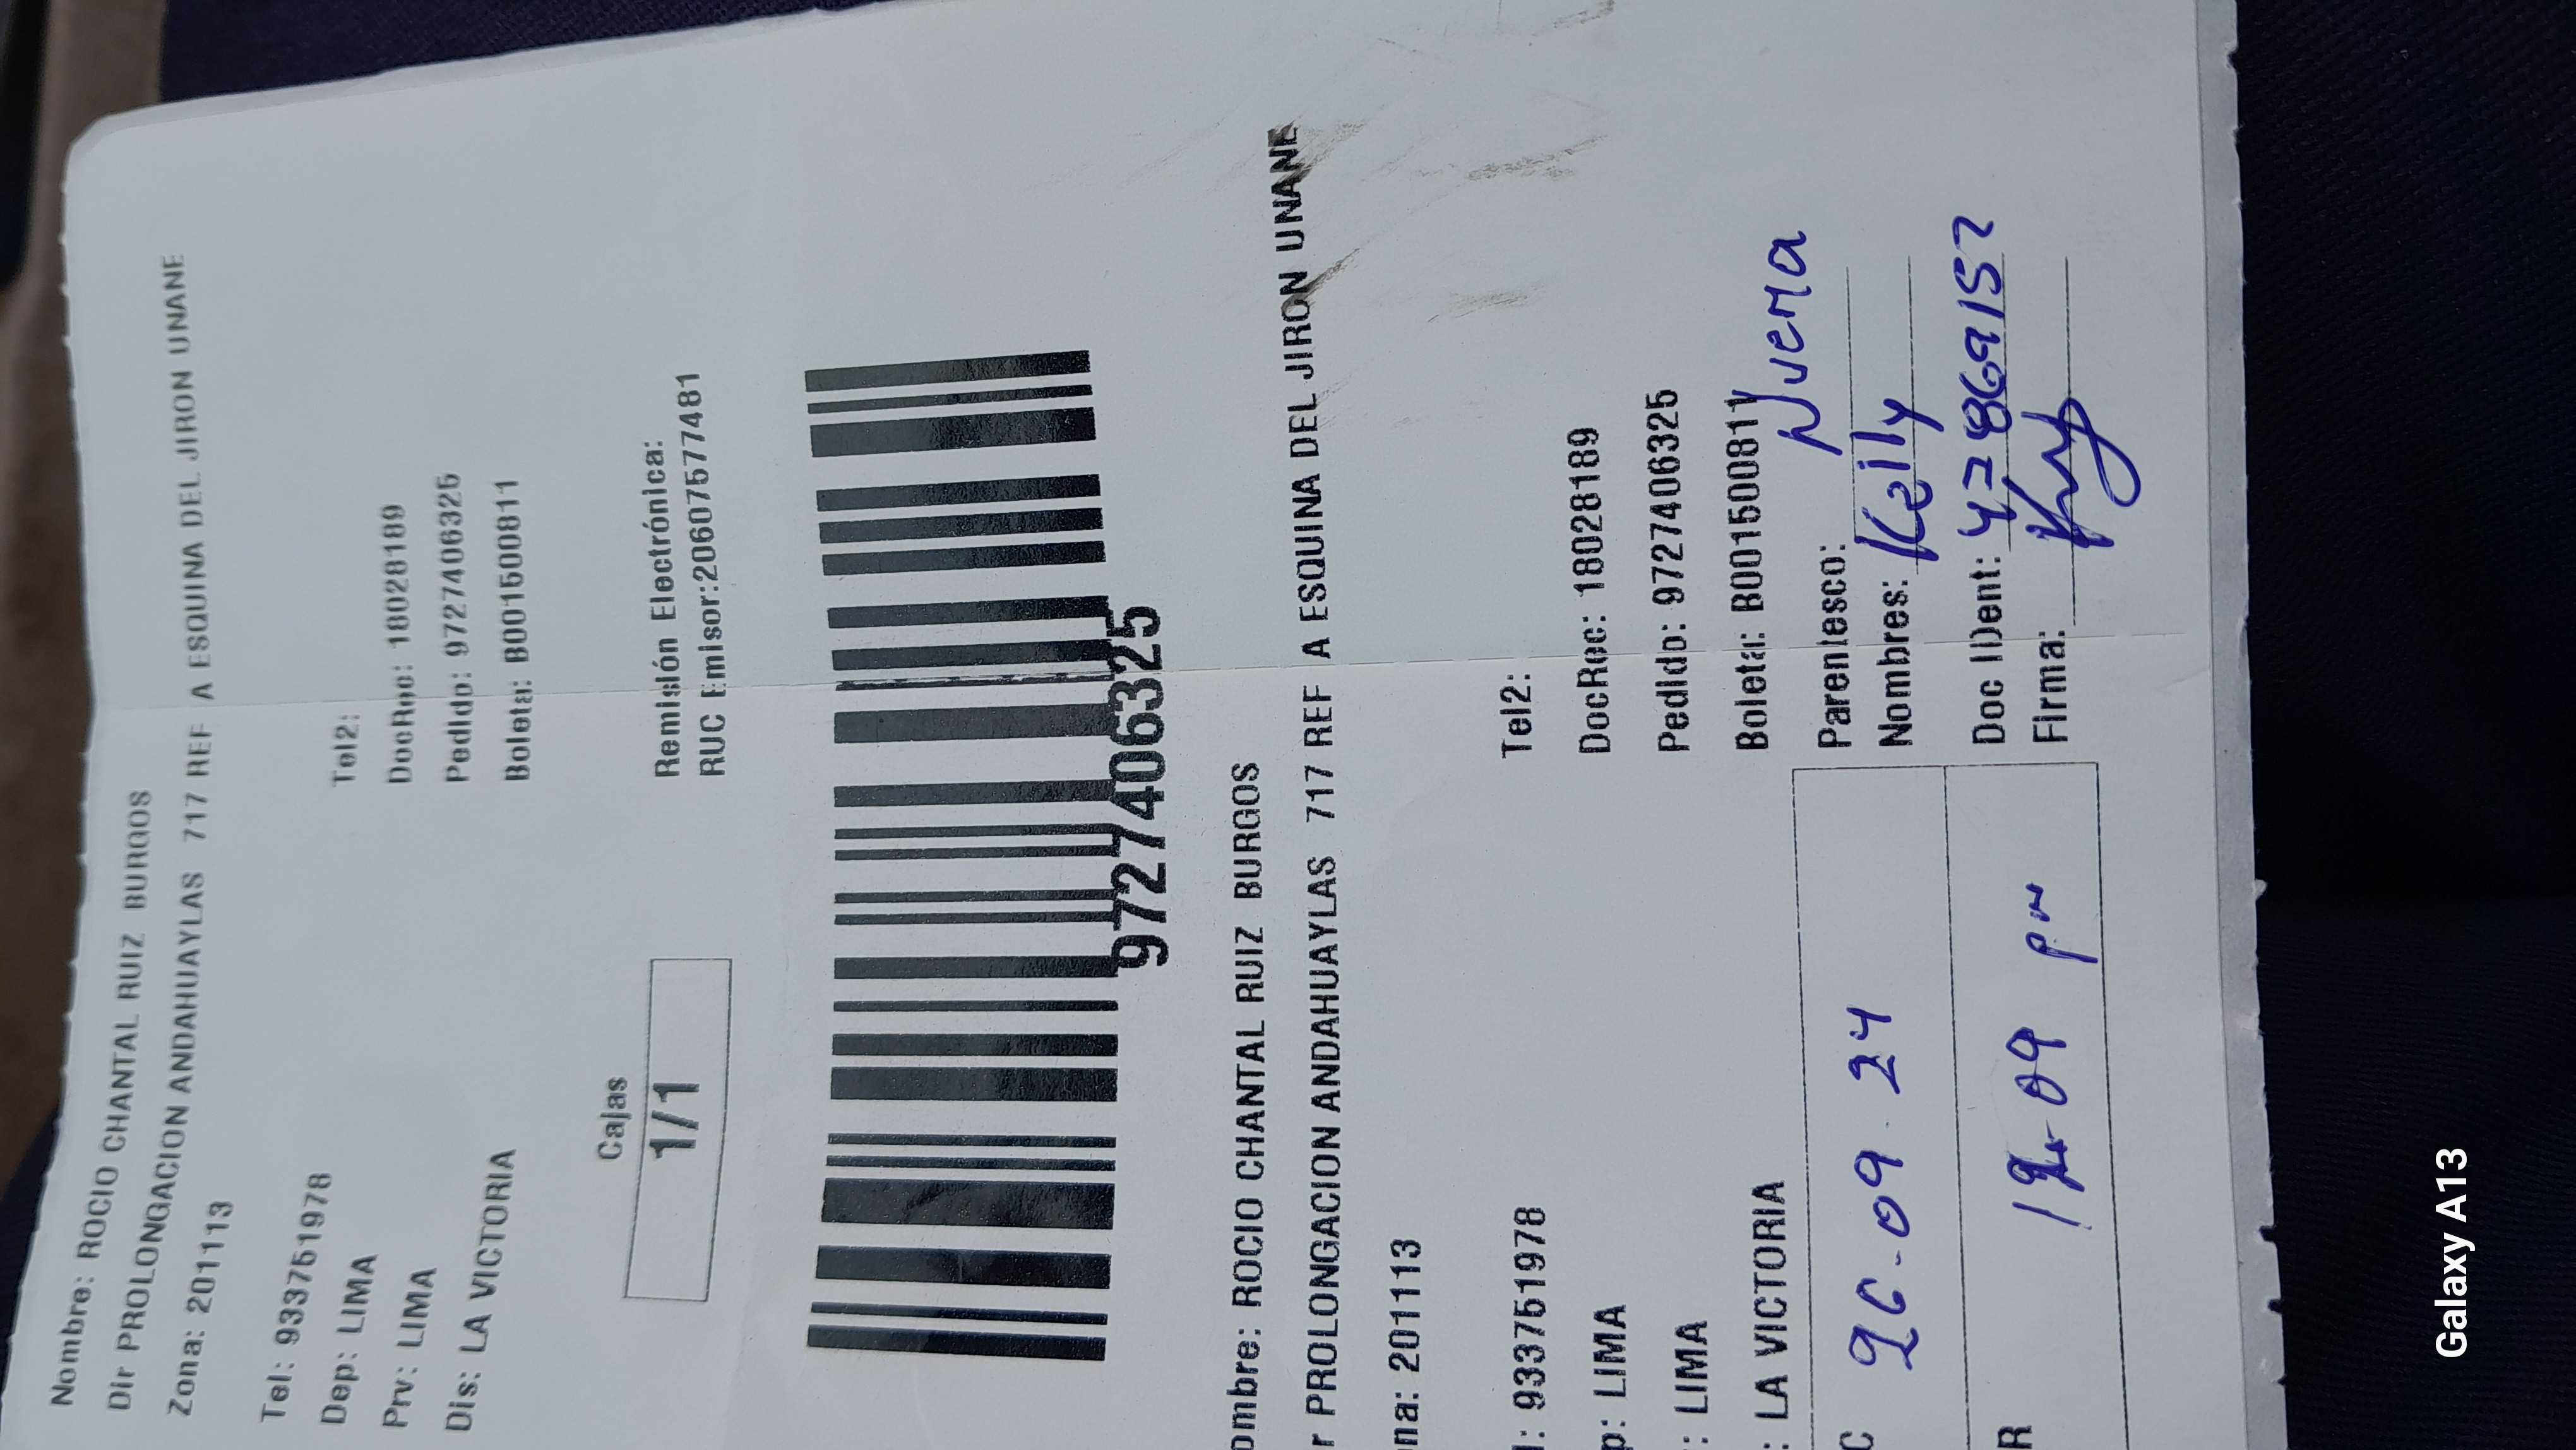 Nombre: ROCIO CHANTAL RUIZ BURGOS
Dir PROLONGACION ANDAHUAYLAS 717 REF A ESQUINA DEL JIRON UNANE
Zona: 201113
Tel: 933751978
Tel2:
Dep: LIMA
DocRec: 18028189
Prv: LIMA
Pedido: 9727406325
Dis: LA VICTORIA
Boleta: B001500811
Cajas
1/1
Remisión Electrónica:
RUC Emisor:20607577481
9727406325
ombre: ROCIO CHANTAL RUIZ BURGOS
r PROLONGACION ANDAHUAYLAS 717 REF A ESQUINA DEL JIRON UNANE
na: 201113
l: 933751978
Tel2:
p: LIMA
DocRec: 18028189
: LIMA
Pedido: 9727406325
: LA VICTORIA
Boleta: B001500811
C 26-09-24
Parentesco: Nuera
Nombres: Keily
R 09 pm
Doc IDent: 42869152
Firma:
Galaxy A13